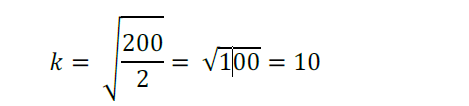 k = √(200/2) = √100 = 10